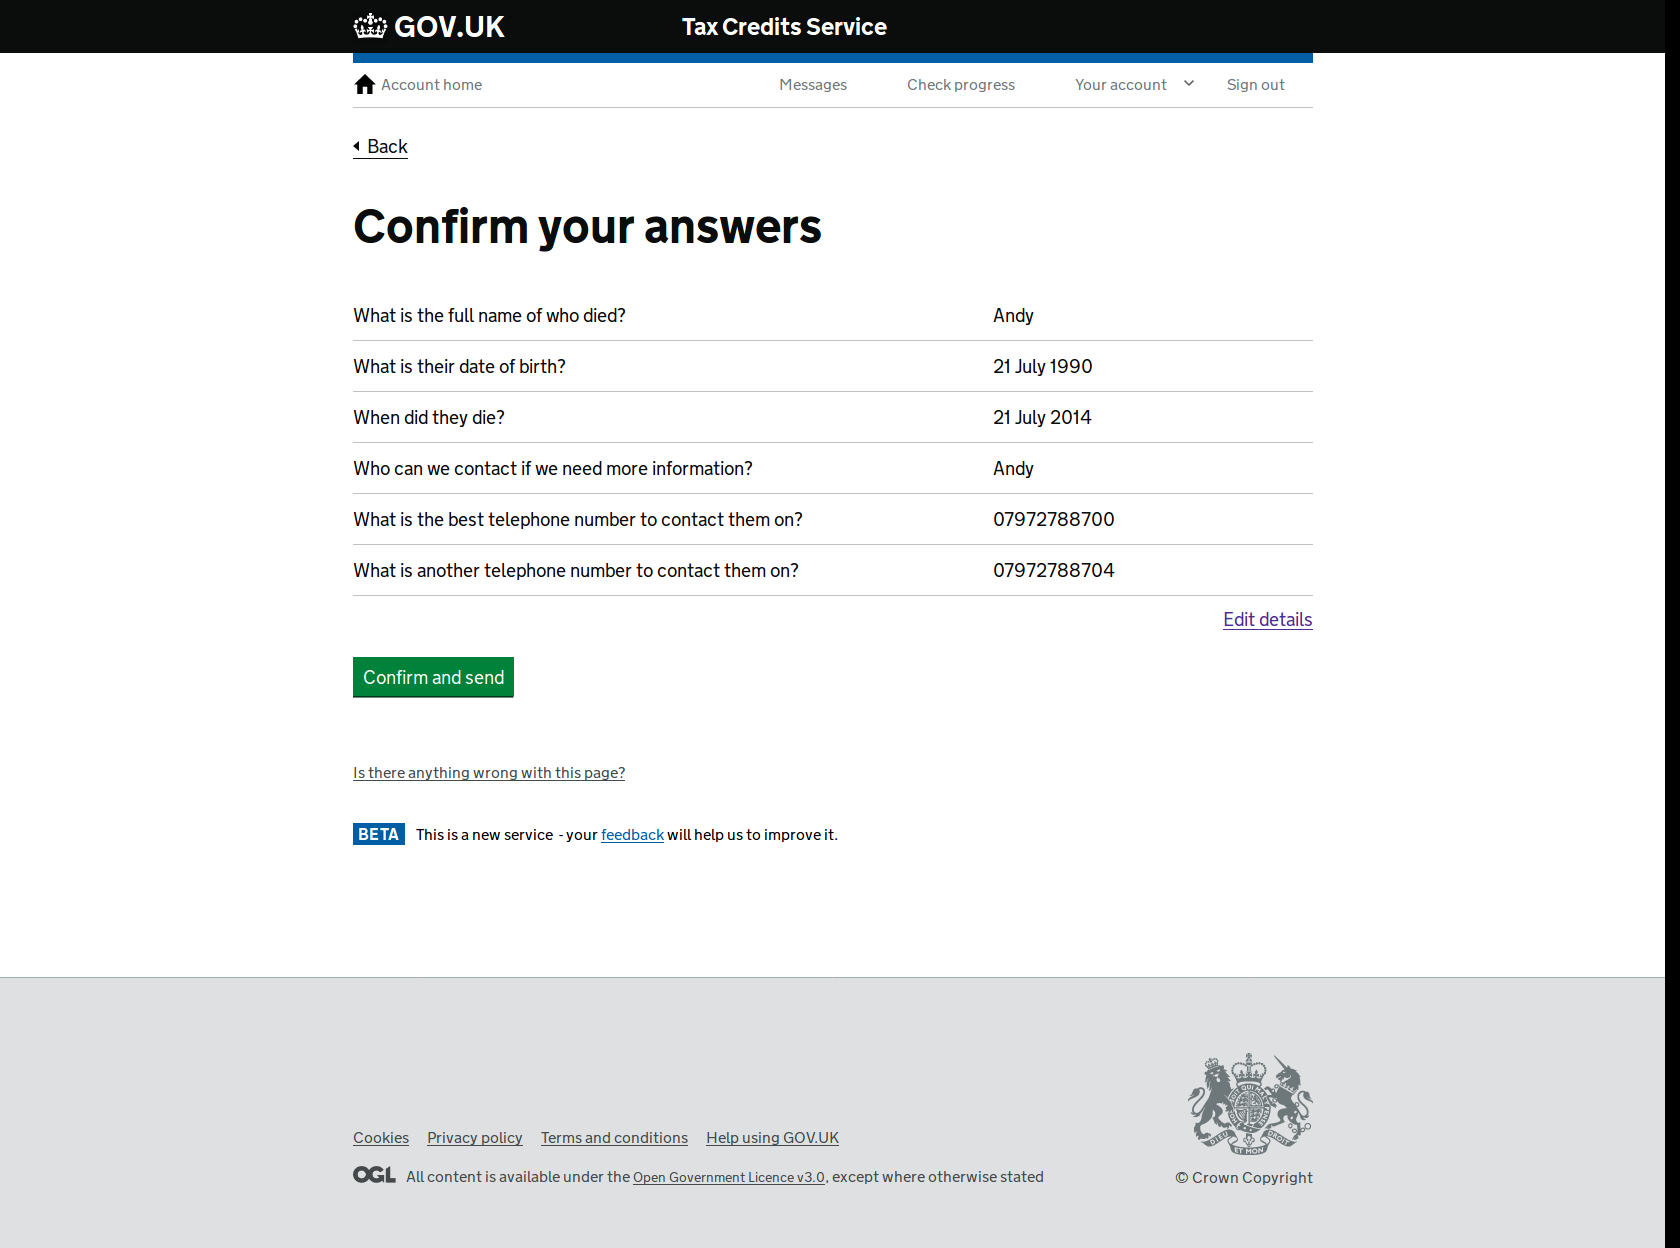 GOV.UK
Tax Credits Service
Account home
Messages
Check progress
Your account
Sign out
Back
Confirm your answers
What is the full name of who died? Andy
What is their date of birth? 21 July 1990
When did they die? 21 July 2014
Who can we contact if we need more information? Andy
What is the best telephone number to contact them on? 07972788700
What is another telephone number to contact them on? 07972788704
Edit details
Confirm and send
Is there anything wrong with this page?
BETA This is a new service - your feedback will help us to improve it.
Cookies Privacy policy Terms and conditions Help using GOV.UK
OGL All content is available under the Open Government Licence v3.0, except where otherwise stated
DIEU ET MON DROIT
© Crown Copyright